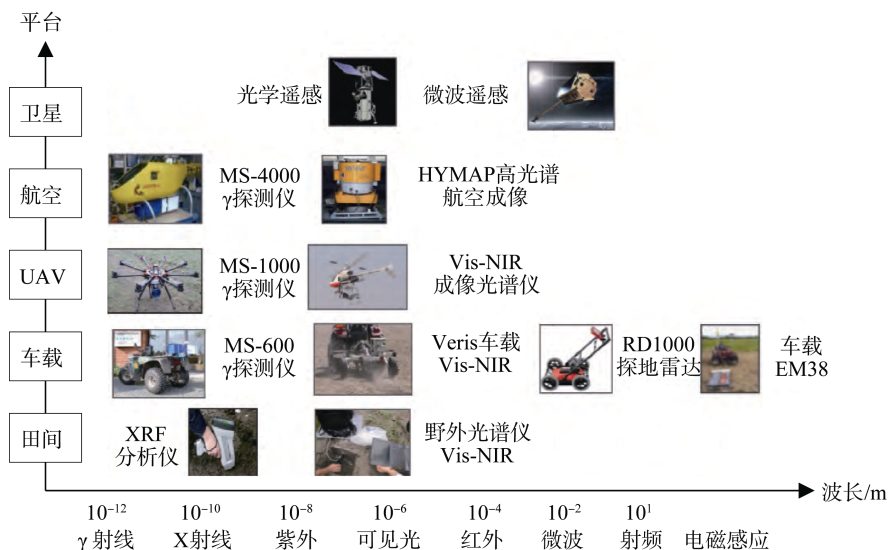 平台
卫星
光学遥感
微波遥感
航空
MS-4000
γ探测仪
HYMAP高光谱
航空成像
UAV
MS-1000
γ探测仪
Vis-NIR
成像光谱仪
车载
MS-600
γ探测仪
Veris车载
Vis-NIR
RD1000
探地雷达
车载
EM38
田间
XRF
分析仪
野外光谱仪
Vis-NIR
波长/m
10⁻¹² 10⁻¹⁰ 10⁻⁸ 10⁻⁶ 10⁻⁴ 10⁻² 10¹
γ 射线 X射线 紫外 可见光 红外 微波 射频 电磁感应